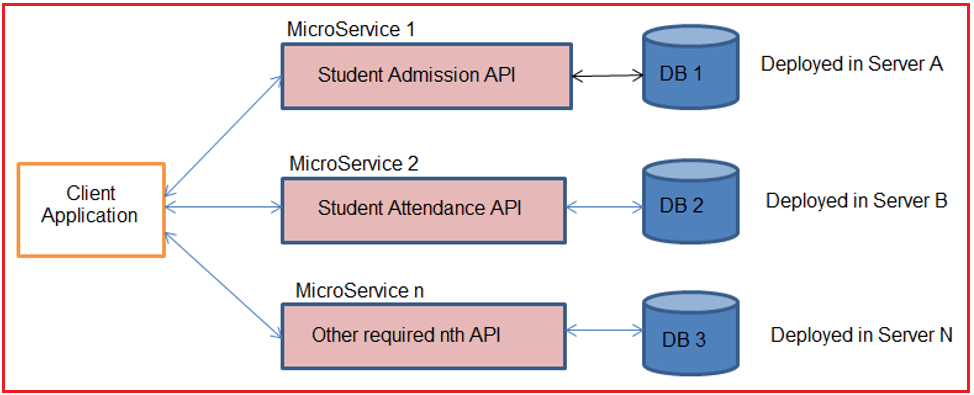 MicroService 1
Student Admission API
DB 1
Deployed in Server A
Client
Application
MicroService 2
Student Attendance API
DB 2
Deployed in Server B
MicroService n
Other required nth API
DB 3
Deployed in Server N